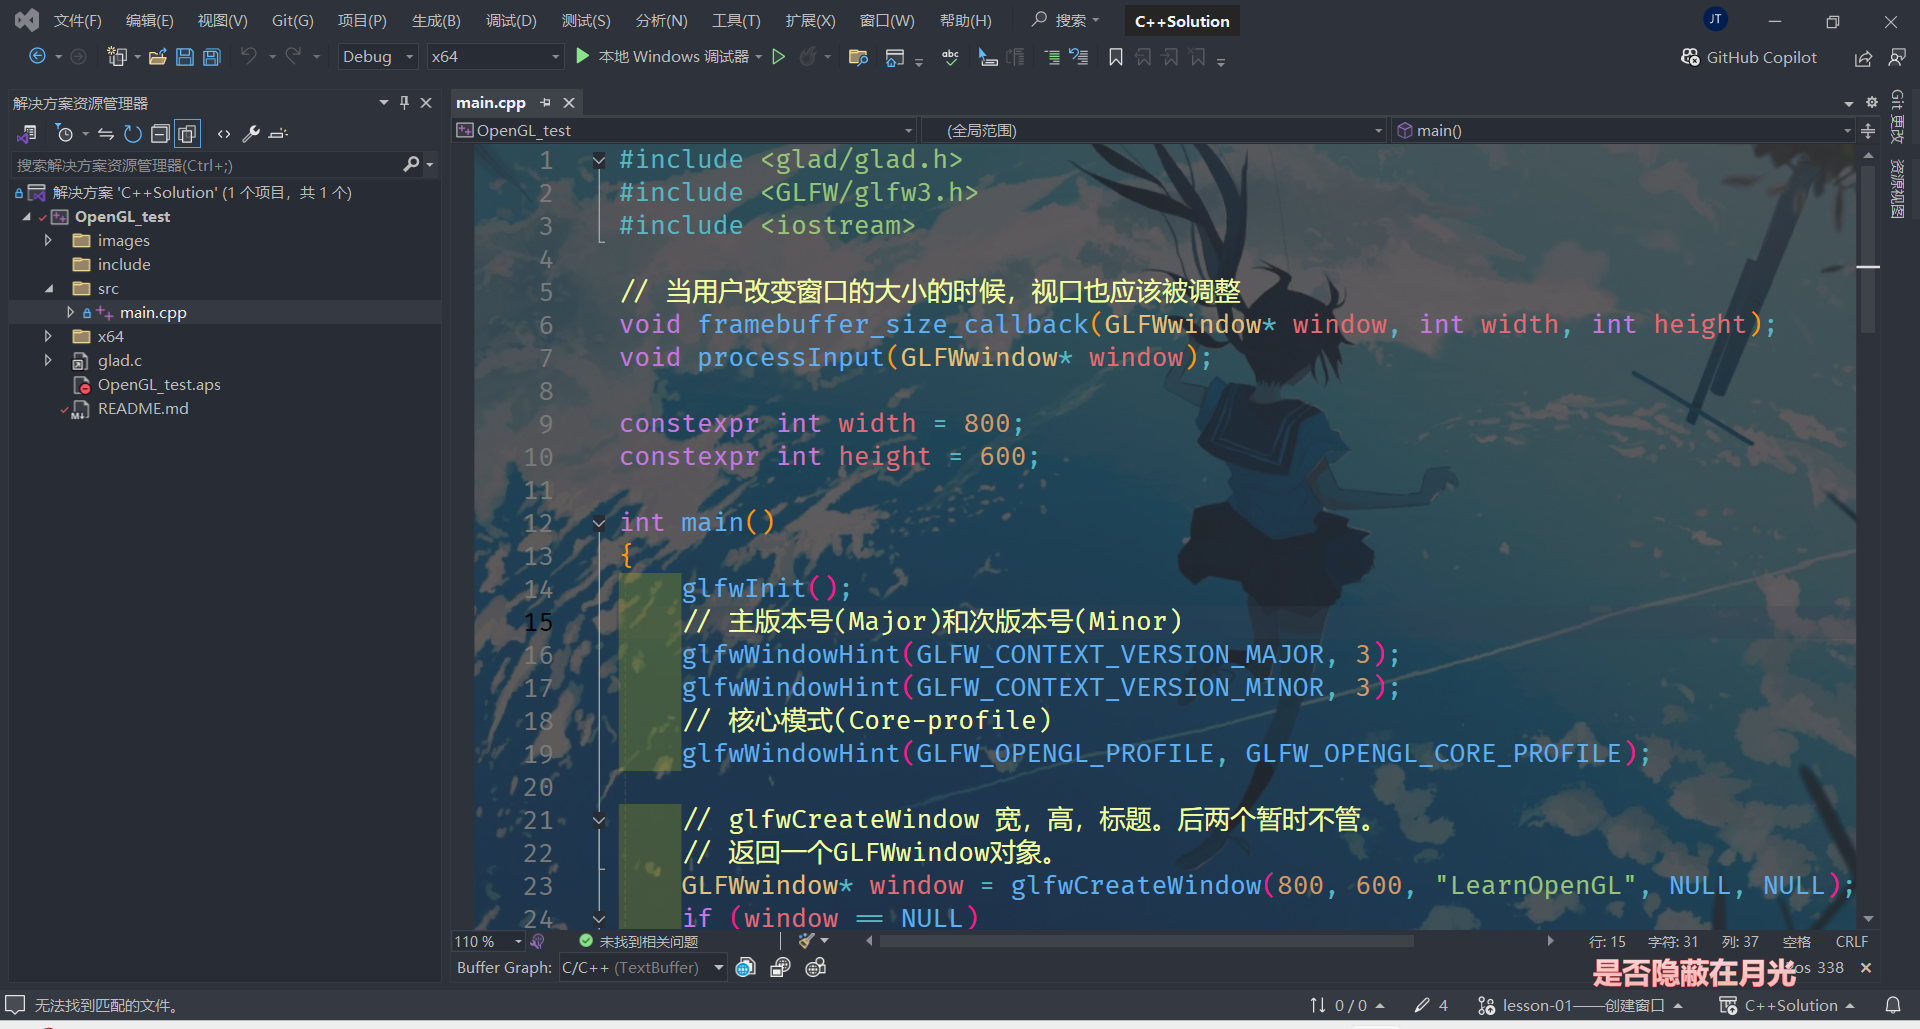 文件(F) 编辑(E) 视图(V) Git(G) 项目(P) 生成(B) 调试(D) 测试(S) 分析(N) 工具(T) 扩展(X) 窗口(W) 帮助(H) 搜索 C++Solution JT
Debug x64 本地 Windows 调试器 abc GitHub Copilot
解决方案资源管理器
搜索解决方案资源管理器(Ctrl+;)
解决方案 'C++Solution' (1 个项目，共 1 个)
OpenGL_test
images
include
src
main.cpp
x64
glad.c
OpenGL_test.aps
README.md
main.cpp
OpenGL_test (全局范围) main()
1 #include <glad/glad.h>
2 #include <GLFW/glfw3.h>
3 #include <iostream>
4
5 // 当用户改变窗口的大小的时候，视口也应该被调整
6 void framebuffer_size_callback(GLFWwindow* window, int width, int height);
7 void processInput(GLFWwindow* window);
8
9 constexpr int width = 800;
10 constexpr int height = 600;
11
12 int main()
13 {
14 glfwInit();
15 // 主版本号(Major)和次版本号(Minor)
16 glfwWindowHint(GLFW_CONTEXT_VERSION_MAJOR, 3);
17 glfwWindowHint(GLFW_CONTEXT_VERSION_MINOR, 3);
18 // 核心模式(Core-profile)
19 glfwWindowHint(GLFW_OPENGL_PROFILE, GLFW_OPENGL_CORE_PROFILE);
20
21 // glfwCreateWindow 宽，高，标题。后两个暂时不管。
22 // 返回一个GLFWwindow对象。
23 GLFWwindow* window = glfwCreateWindow(800, 600, "LearnOpenGL", NULL, NULL);
24 if (window == NULL)
Git 更改
资源视图
110 % 未找到相关问题 行: 15 字符: 31 列: 37 空格 CRLF
Buffer Graph: C/C++ (TextBuffer) 338
是否隐蔽在月光
无法找到匹配的文件。 0 / 0 4 lesson-01——创建窗口 C++Solution